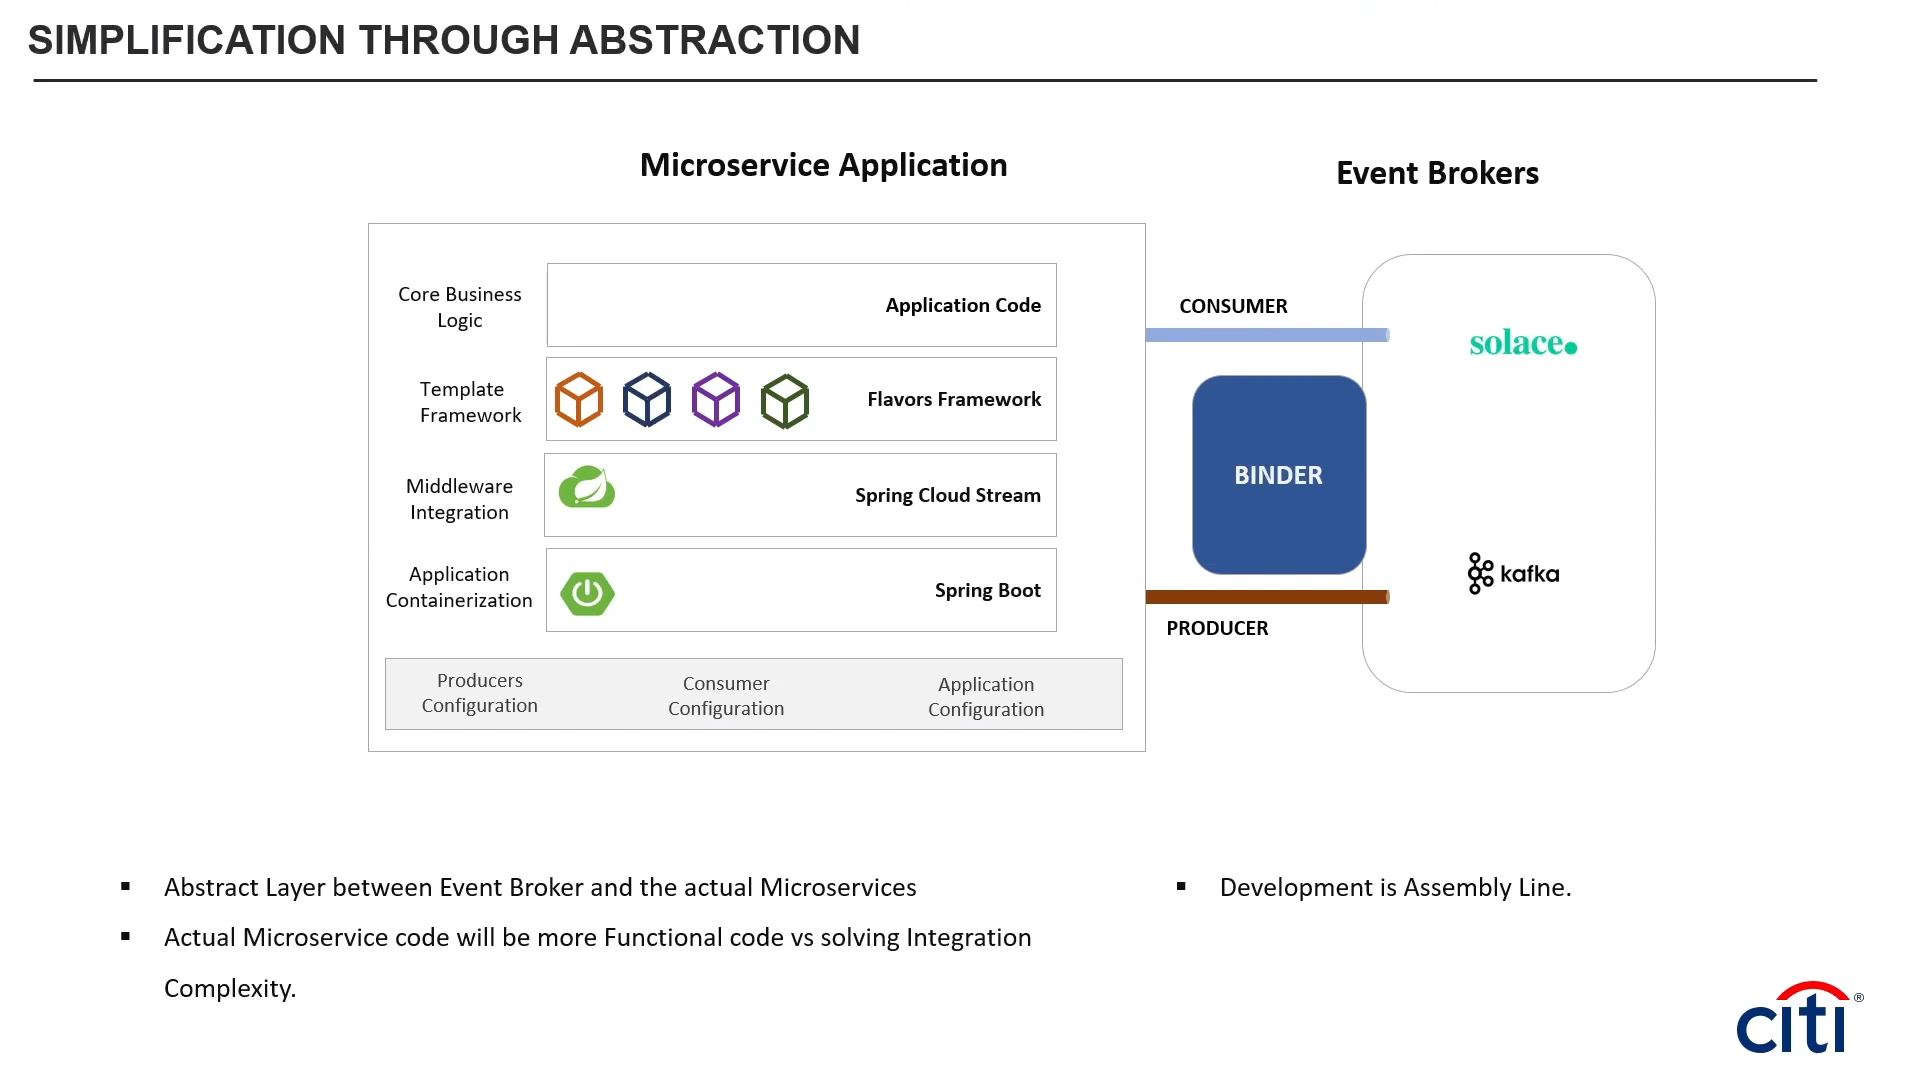 SIMPLIFICATION THROUGH ABSTRACTION
Microservice Application
Event Brokers
Core Business
Logic
Application Code
Template
Framework
Flavors Framework
Middleware
Integration
Spring Cloud Stream
Application
Containerization
Spring Boot
Producers
Configuration
Consumer
Configuration
Application
Configuration
CONSUMER
BINDER
PRODUCER
solace.
kafka
▪ Abstract Layer between Event Broker and the actual Microservices
▪ Actual Microservice code will be more Functional code vs solving Integration
Complexity.
▪ Development is Assembly Line.
citi®